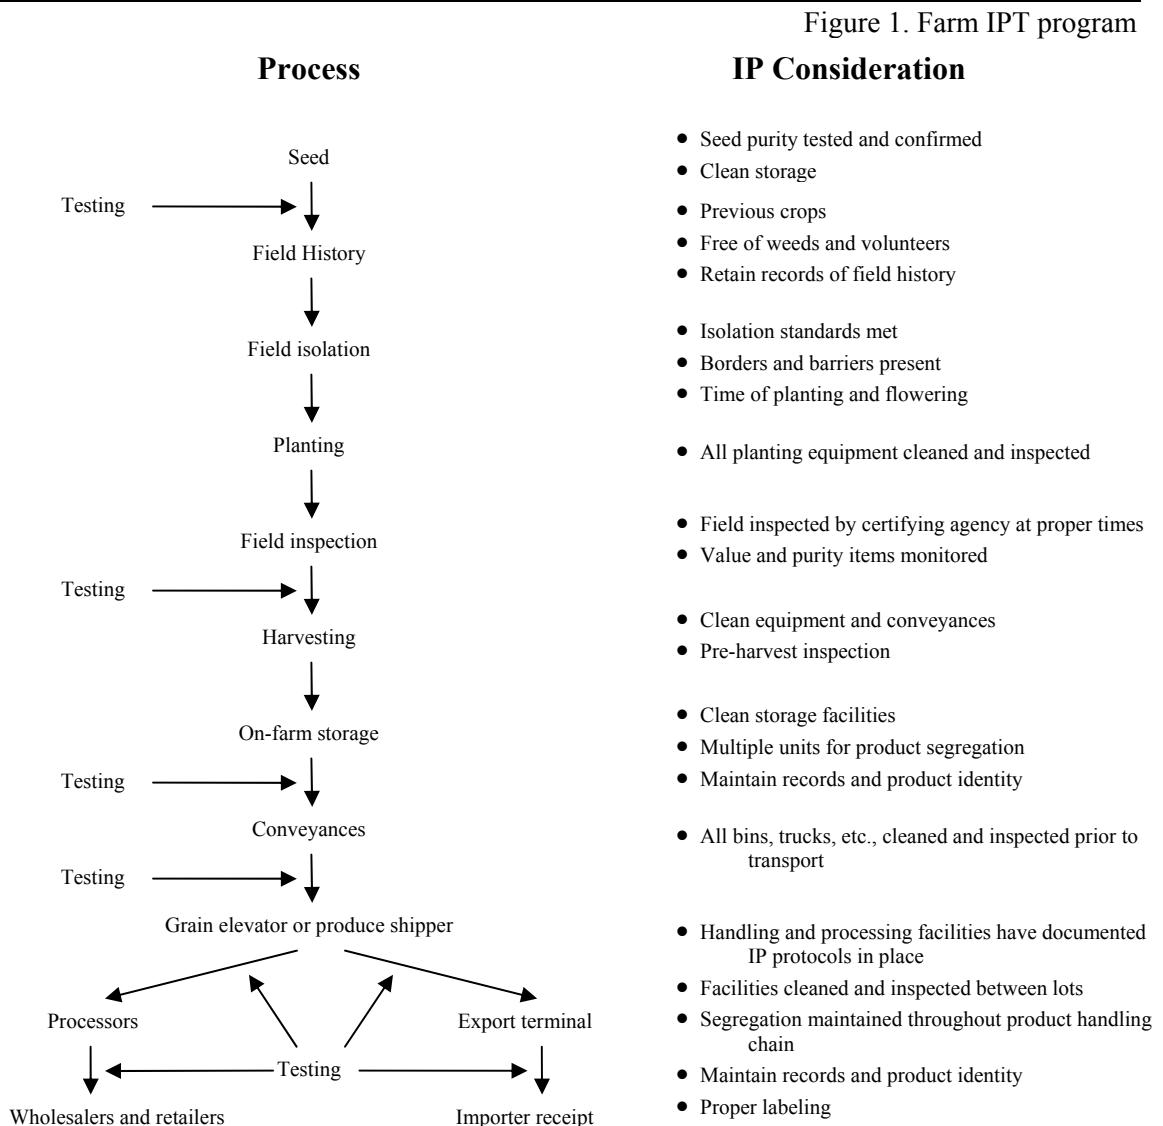 Figure 1. Farm IPT program
Process
IP Consideration
Seed
• Seed purity tested and confirmed
• Clean storage
Testing
• Previous crops
Field History
• Free of weeds and volunteers
• Retain records of field history
Field isolation
• Isolation standards met
• Borders and barriers present
• Time of planting and flowering
Planting
• All planting equipment cleaned and inspected
Field inspection
• Field inspected by certifying agency at proper times
• Value and purity items monitored
Testing
Harvesting
• Clean equipment and conveyances
• Pre-harvest inspection
On-farm storage
• Clean storage facilities
• Multiple units for product segregation
Testing
• Maintain records and product identity
Conveyances
• All bins, trucks, etc., cleaned and inspected prior to
transport
Testing
Grain elevator or produce shipper
• Handling and processing facilities have documented
IP protocols in place
• Facilities cleaned and inspected between lots
Processors
Export terminal
• Segregation maintained throughout product handling
chain
Testing
• Maintain records and product identity
Wholesalers and retailers
Importer receipt
• Proper labeling